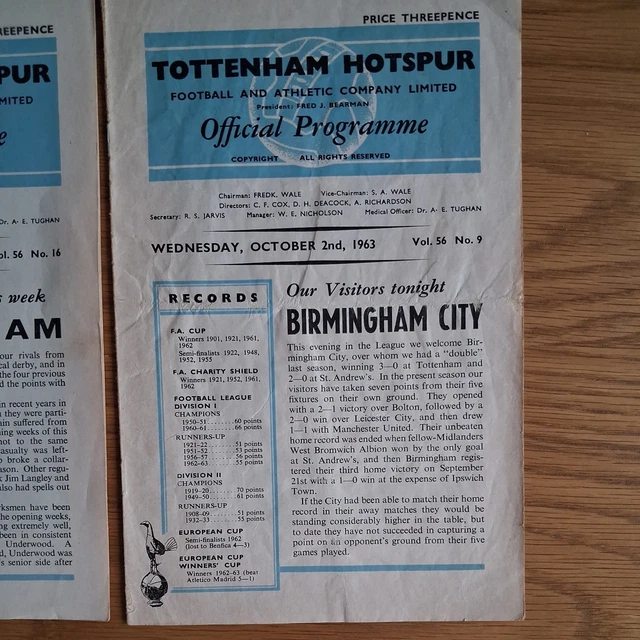 REEPENCE
PUR
MITED
e
Dr. A. E. TUGHAN
ol. 56 No. 16
s week
AM
our rivals from
cal derby, and in
the four previous
d the points with
in recent years in
n they were parti-
an suffered from
ning weeks of this
not to the same
asualty was left-
o broke a collar-
ason. Other regu-
k Jim Langley and
also had spells out
rksmen have been
the opening weeks,
ng extremely well,
been in consistent
Underwood. A
d, Underwood was
's senior side after
PRICE THREEPENCE
TOTTENHAM HOTSPUR
FOOTBALL AND ATHLETIC COMPANY LIMITED
President: FRED J. BEARMAN
Official Programme
COPYRIGHT ALL RIGHTS RESERVED
Chairman: FREDK. WALE Vice-Chairman: S. A. WALE
Directors: C. F. COX, D. H. DEACOCK, A. RICHARDSON
Secretary: R. S. JARVIS Manager: W. E. NICHOLSON Medical Officer: Dr. A. E. TUGHAN
WEDNESDAY, OCTOBER 2nd, 1963 Vol. 56 No. 9
RECORDS
F.A. CUP
Winners 1901, 1921, 1961,
1962
Semi-finalists 1922, 1948,
1952, 1955
F.A. CHARITY SHIELD
Winners 1921, 1952, 1961,
1962
FOOTBALL LEAGUE
DIVISION I
CHAMPIONS
1950-51......60 points
1960-61......66 points
RUNNERS-UP
1921-22......51 points
1951-52......53 points
1956-57......56 points
1962-63......55 points
DIVISION II
CHAMPIONS
1919-20......70 points
1949-50......61 points
RUNNERS-UP
1908-09......51 points
1932-33......55 points
EUROPEAN CUP
Semi-finalists 1962
(lost to Benfica 4—3)
EUROPEAN CUP
WINNERS' CUP
Winners 1962-63 (beat
Atletico Madrid 5—1)
Our Visitors tonight
BIRMINGHAM CITY
This evening in the League we welcome Bir-
mingham City, over whom we had a "double"
last season, winning 3—0 at Tottenham and
2—0 at St. Andrew's. In the present season our
visitors have taken seven points from their five
fixtures on their own ground. They opened
with a 2—1 victory over Bolton, followed by a
2—0 win over Leicester City, and then drew
1—1 with Manchester United. Their unbeaten
home record was ended when fellow-Midlanders
West Bromwich Albion won by the only goal
at St. Andrew's, and then Birmingham regis-
tered their third home victory on September
21st with a 1—0 win at the expense of Ipswich
Town.
If the City had been able to match their home
record in their away matches they would be
standing considerably higher in the table, but
to date they have not succeeded in capturing a
point on an opponent's ground from their five
games played.